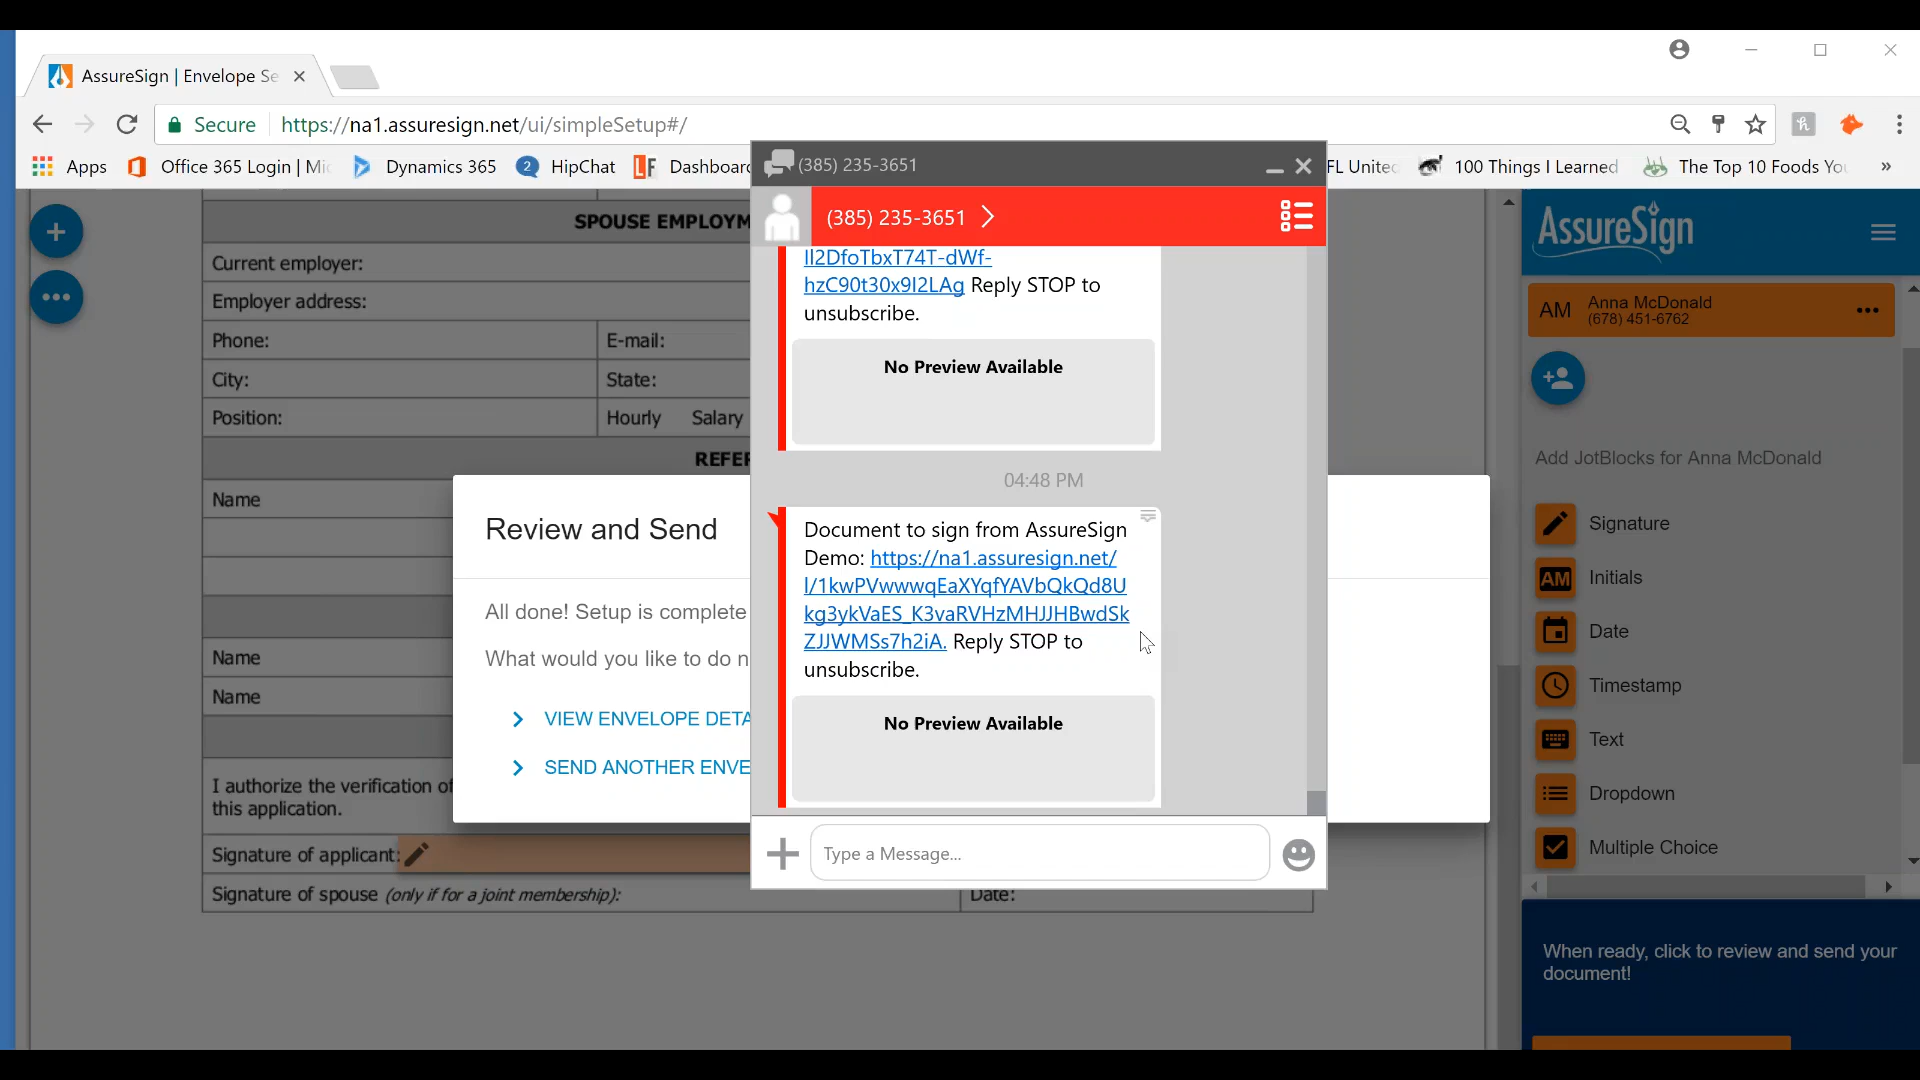 AssureSign | Envelope Se
Secure
https://na1.assuresign.net/ui/simpleSetup#/
Apps
Office 365 Login | Mic
Dynamics 365
2
HipChat
LF
Dashboard
FL United
100 Things I Learned
The Top 10 Foods You
»
(385) 235-3651
(385) 235-3651
Il2DfoTbxT74T-dWf-
hzC90t30x9I2LAg Reply STOP to
unsubscribe.
No Preview Available
04:48 PM
Document to sign from AssureSign
Demo: https://na1.assuresign.net/
l/1kwPVwwwqEaXYqfYAVbQkQd8U
kg3ykVaES_K3vaRVHzMHJJHBwdSk
ZJJWMSs7h2iA. Reply STOP to
unsubscribe.
No Preview Available
Type a Message...
SPOUSE EMPLOYM
Current employer:
Employer address:
Phone:
E-mail:
City:
State:
Position:
Hourly Salary
REFER
Name
Name
Name
I authorize the verification of
this application.
Signature of applicant:
Signature of spouse (only if for a joint membership):
Date:
Review and Send
All done! Setup is complete
What would you like to do n
VIEW ENVELOPE DETA
SEND ANOTHER ENVE
AssureSign
AM
Anna McDonald
(678) 451-6762
Add JotBlocks for Anna McDonald
Signature
AM
Initials
Date
Timestamp
Text
Dropdown
Multiple Choice
When ready, click to review and send your
document!